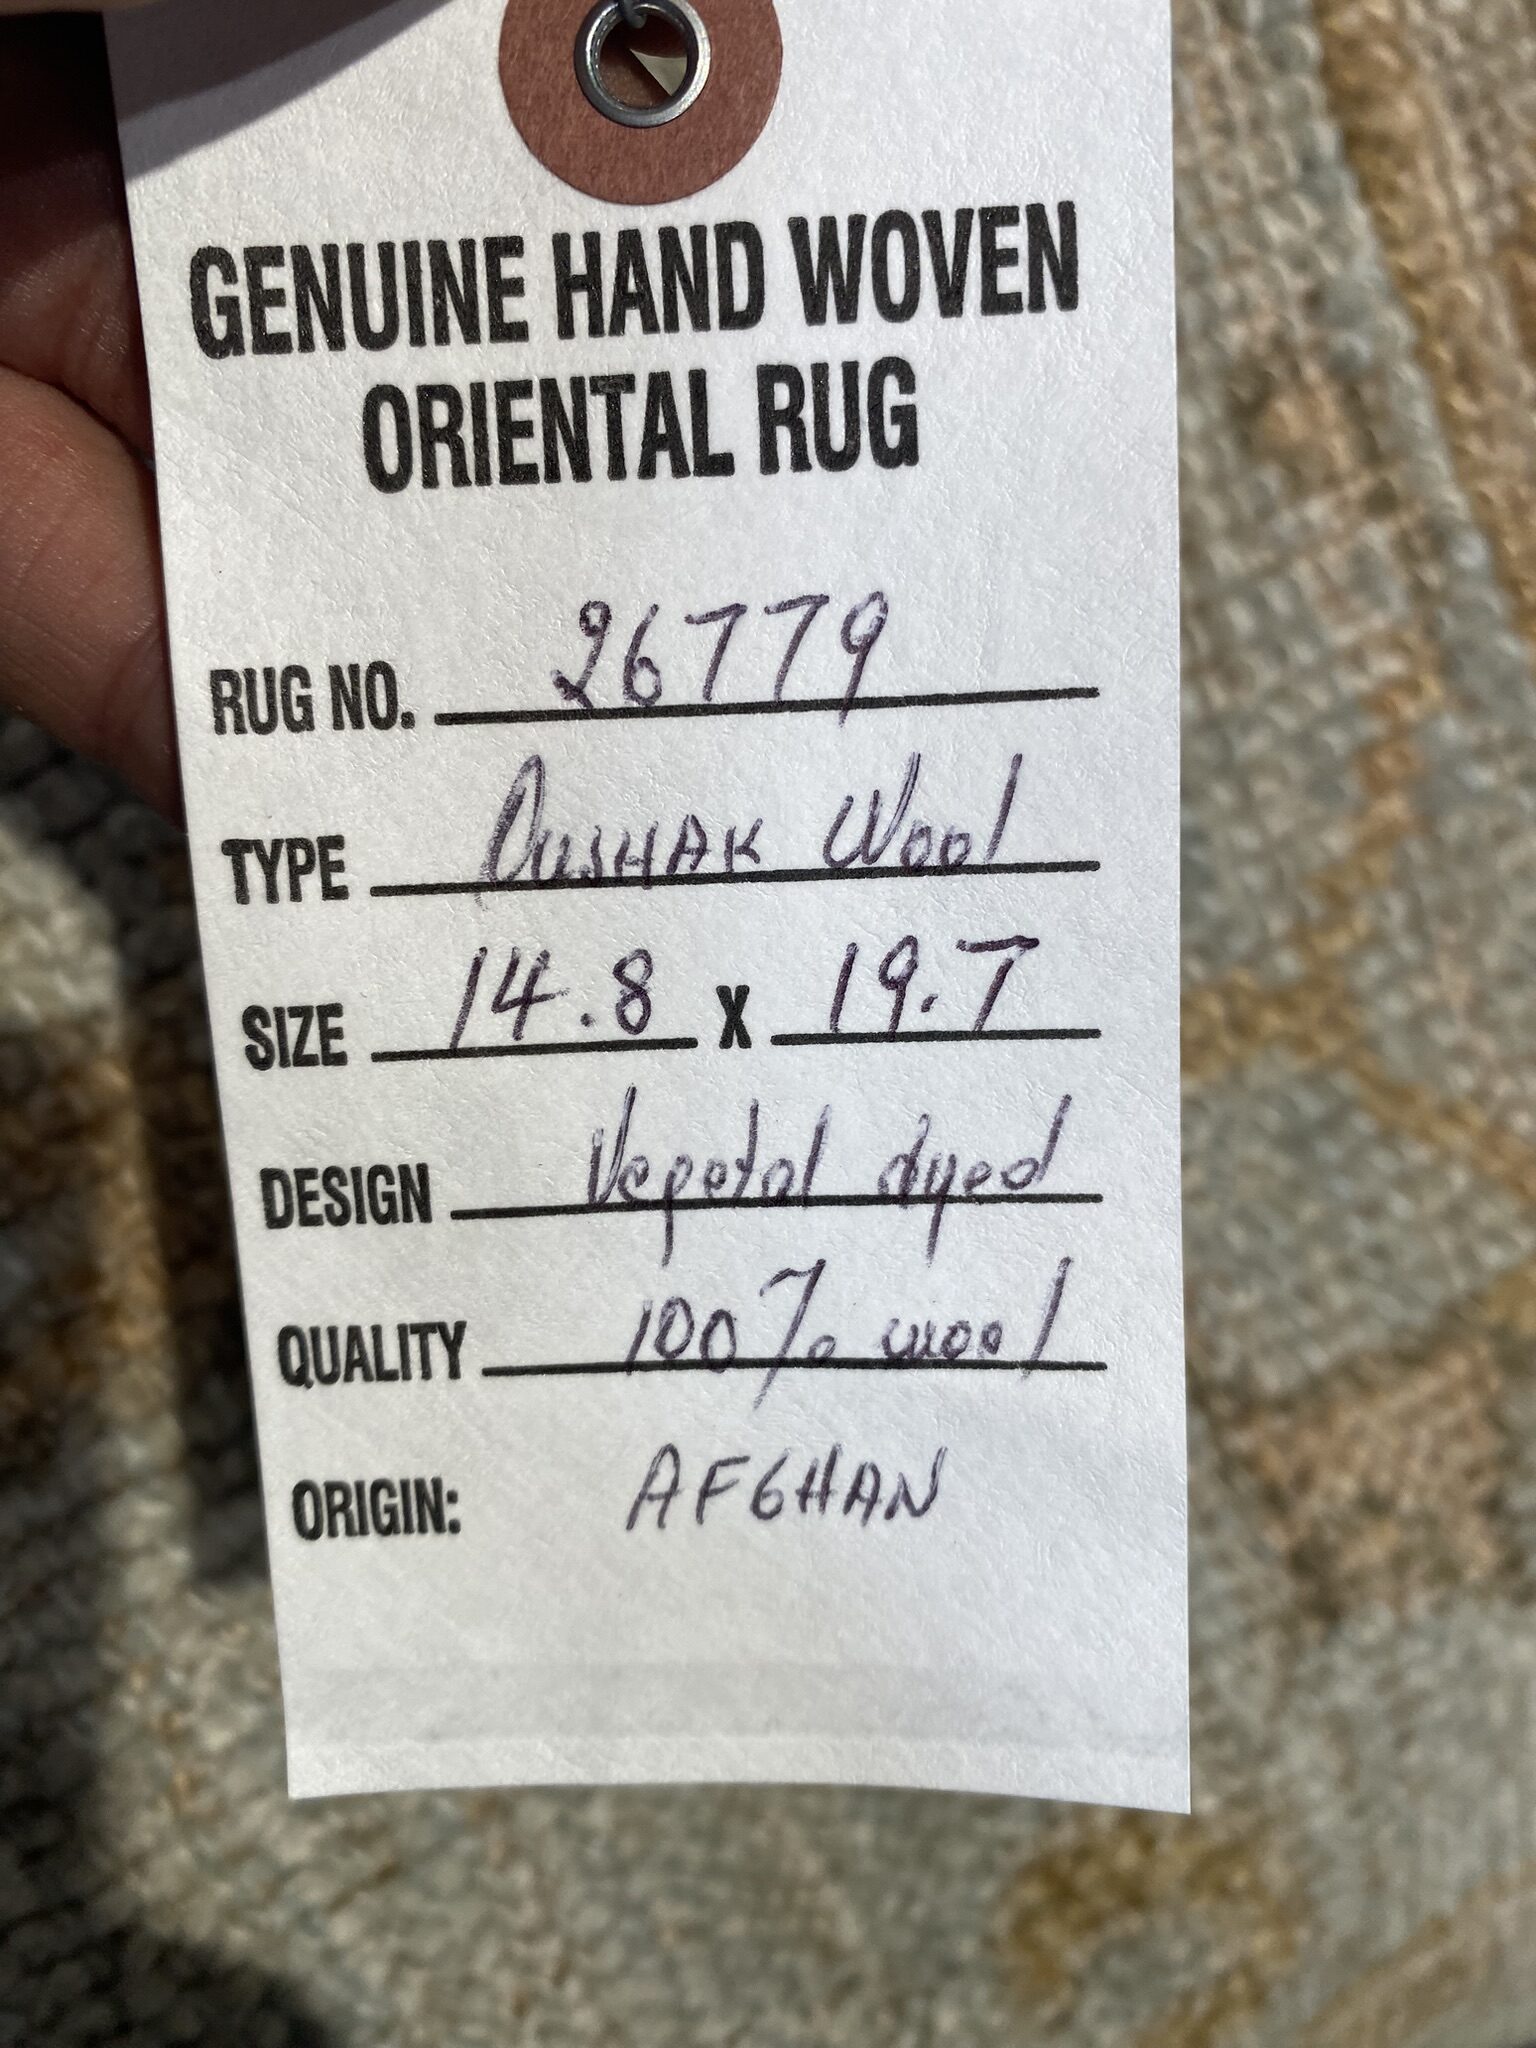 GENUINE HAND WOVEN
ORIENTAL RUG
RUG NO. 26779
TYPE Oushak Wool
SIZE 14.8 X 19.7
DESIGN Vegetal dyed
QUALITY 100% wool
ORIGIN: AFGHAN